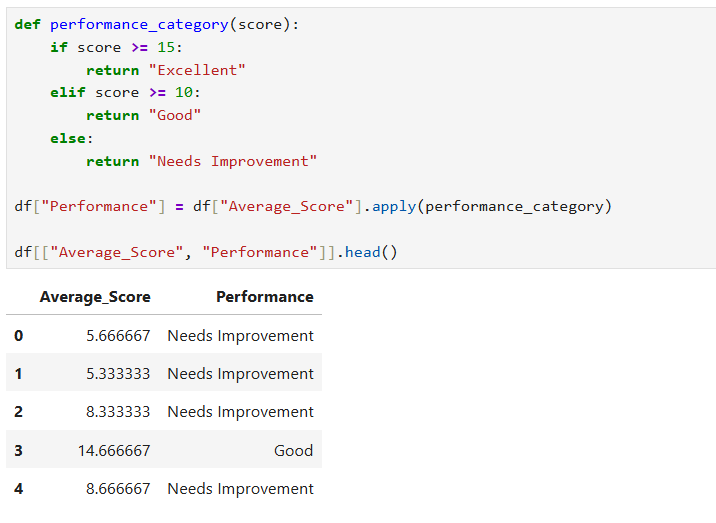 def performance_category(score):
    if score >= 15:
        return "Excellent"
    elif score >= 10:
        return "Good"
    else:
        return "Needs Improvement"

df["Performance"] = df["Average_Score"].apply(performance_category)

df[["Average_Score", "Performance"]].head()
Average_Score Performance
0 5.666667 Needs Improvement
1 5.333333 Needs Improvement
2 8.333333 Needs Improvement
3 14.666667 Good
4 8.666667 Needs Improvement